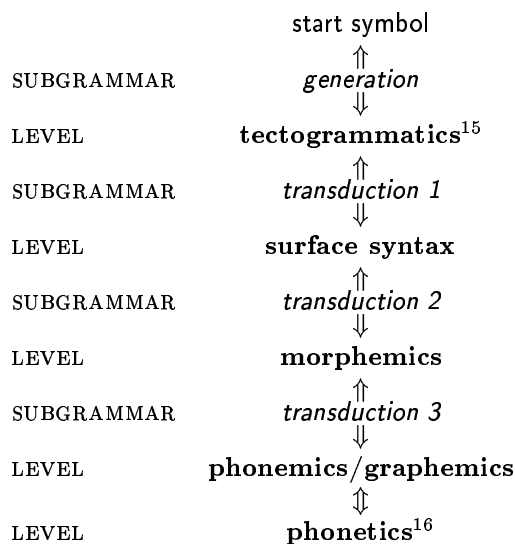 start symbol
⇑
SUBGRAMMAR generation
⇓
LEVEL tectogrammatics¹⁵
⇑
SUBGRAMMAR transduction 1
⇓
LEVEL surface syntax
⇑
SUBGRAMMAR transduction 2
⇓
LEVEL morphemics
⇑
SUBGRAMMAR transduction 3
⇓
LEVEL phonemics/graphemics
⇕
LEVEL phonetics¹⁶